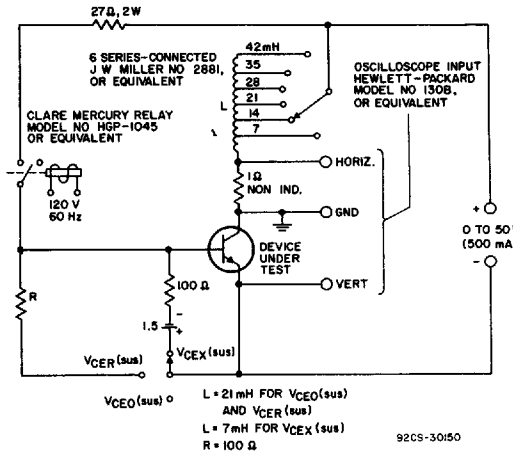 27Ω, 2W
6 SERIES-CONNECTED
J W MILLER NO 2881,
OR EQUIVALENT
42mH
35
28
L 21
14
7
OSCILLOSCOPE INPUT
HEWLETT-PACKARD
MODEL NO 130B,
OR EQUIVALENT
CLARE MERCURY RELAY
MODEL NO HGP-1045
OR EQUIVALENT
120 V
60 Hz
HORIZ.
1Ω
NON IND.
GND
DEVICE
UNDER
TEST
VERT
+
0 TO 50
(500 mA
-
R
100 Ω
-
1.5
+
VCER(sus)
VCEX(sus)
VCEO(sus)
L = 21 mH FOR VCEO(sus)
AND VCER(sus)
L = 7mH FOR VCEX(sus)
R = 100 Ω
92CS-30150